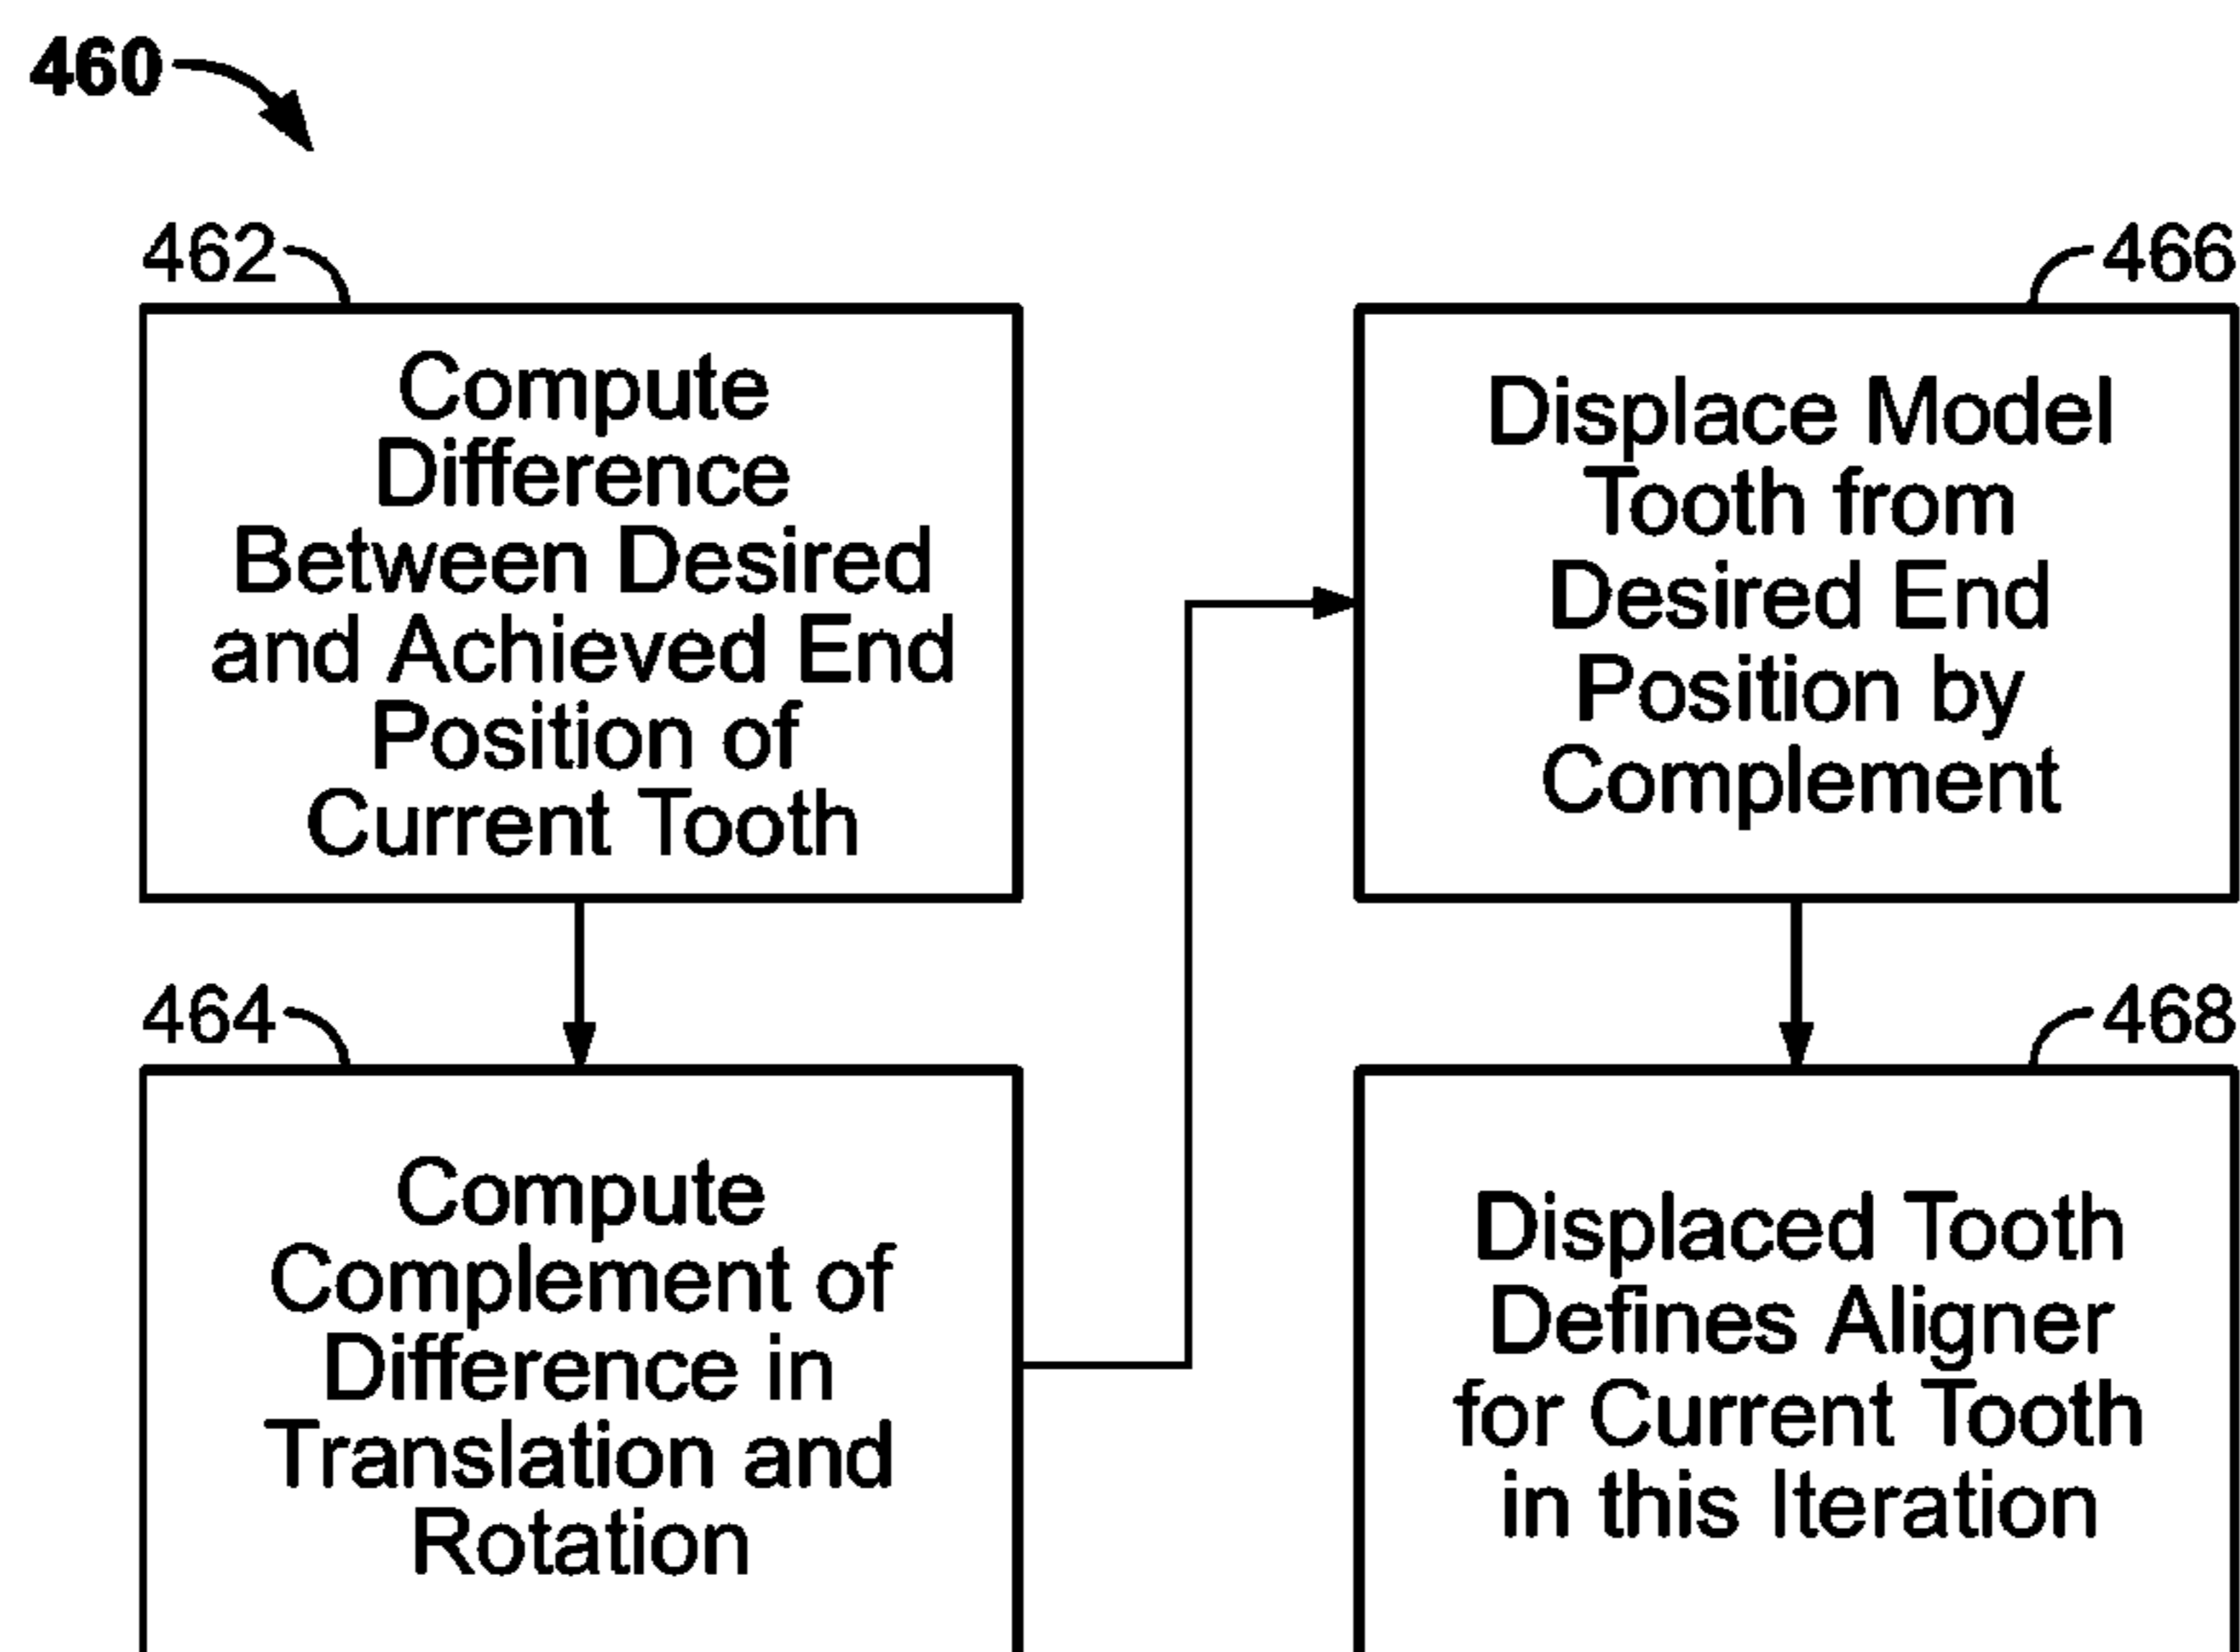 460
462
Compute
Difference
Between Desired
and Achieved End
Position of
Current Tooth
464
Compute
Complement of
Difference in
Translation and
Rotation
466
Displace Model
Tooth from
Desired End
Position by
Complement
468
Displaced Tooth
Defines Aligner
for Current Tooth
in this Iteration